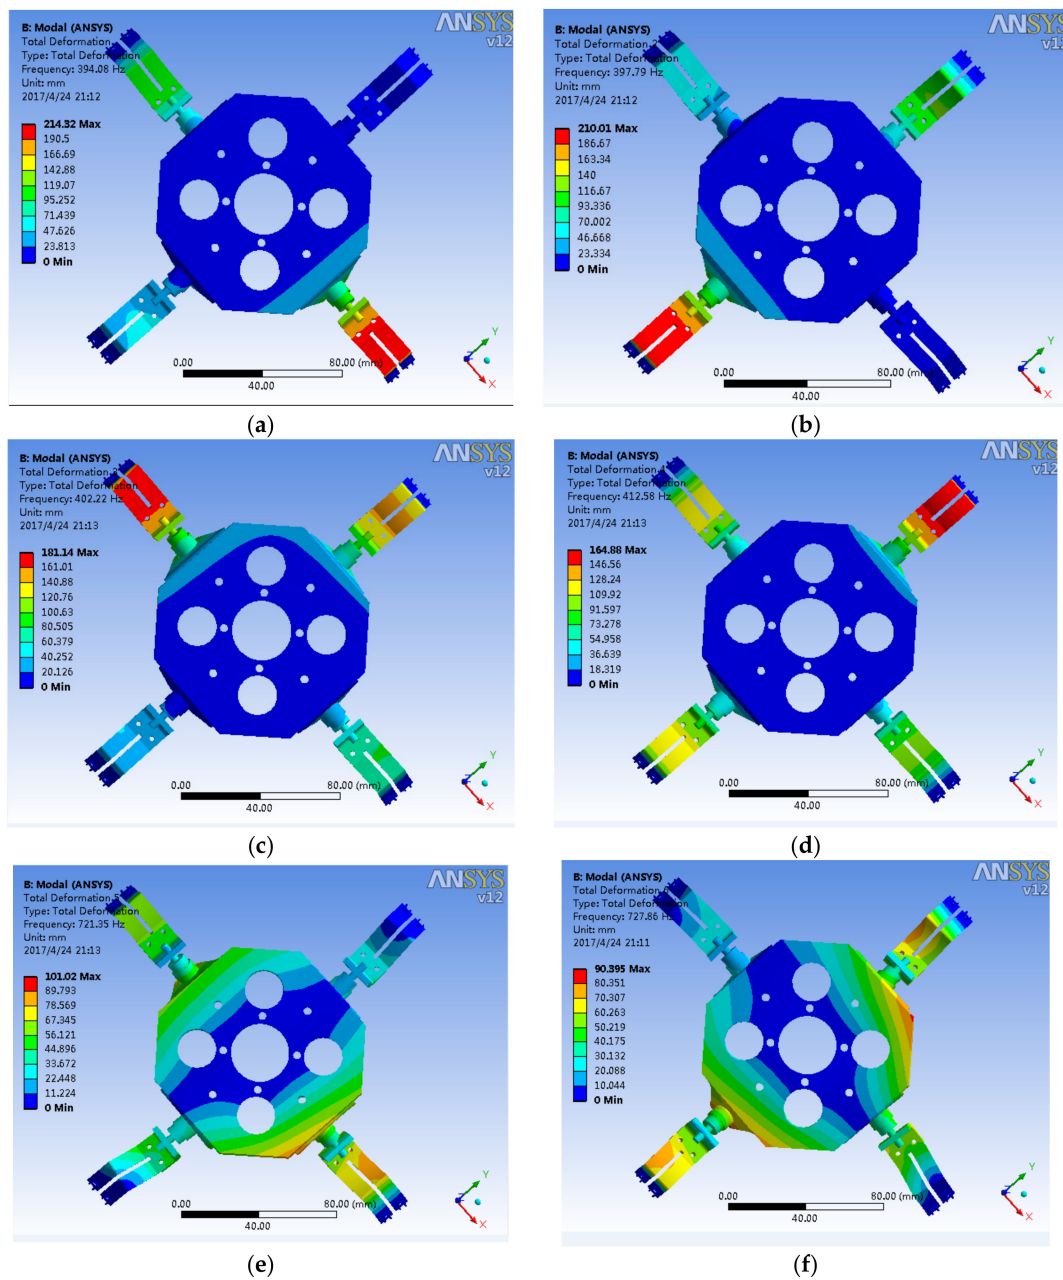 ANSYS
v12
B: Modal (ANSYS)
Total Deformation
Type: Total Deformation
Frequency: 394.08 Hz
Unit: mm
2017/4/24 21:12
214.32 Max
190.5
166.69
142.88
119.07
95.252
71.439
47.626
23.813
0 Min
0.00
80.00 (mm)
40.00
Y
Z
X
(a)
ANSYS
v12
B: Modal (ANSYS)
Total Deformation 2
Type: Total Deformation
Frequency: 397.79 Hz
Unit: mm
2017/4/24 21:12
210.01 Max
186.67
163.34
140
116.67
93.336
70.002
46.668
23.334
0 Min
0.00
80.00 (mm)
40.00
Y
Z
X
(b)
ANSYS
v12
B: Modal (ANSYS)
Total Deformation 3
Type: Total Deformation
Frequency: 402.22 Hz
Unit: mm
2017/4/24 21:13
181.14 Max
161.01
140.88
120.76
100.63
80.505
60.379
40.252
20.126
0 Min
0.00
80.00 (mm)
40.00
Y
Z
X
(c)
ANSYS
v12
B: Modal (ANSYS)
Total Deformation 4
Type: Total Deformation
Frequency: 412.58 Hz
Unit: mm
2017/4/24 21:13
164.88 Max
146.56
128.24
109.92
91.597
73.278
54.958
36.639
18.319
0 Min
0.00
80.00 (mm)
40.00
Y
Z
X
(d)
ANSYS
v12
B: Modal (ANSYS)
Total Deformation 5
Type: Total Deformation
Frequency: 721.35 Hz
Unit: mm
2017/4/24 21:13
101.02 Max
89.793
78.569
67.345
56.121
44.896
33.672
22.448
11.224
0 Min
0.00
80.00 (mm)
40.00
Y
Z
X
(e)
ANSYS
v12
B: Modal (ANSYS)
Total Deformation 6
Type: Total Deformation
Frequency: 727.86 Hz
Unit: mm
2017/4/24 21:11
90.395 Max
80.351
70.307
60.263
50.219
40.175
30.132
20.088
10.044
0 Min
0.00
80.00 (mm)
40.00
Y
Z
X
(f)